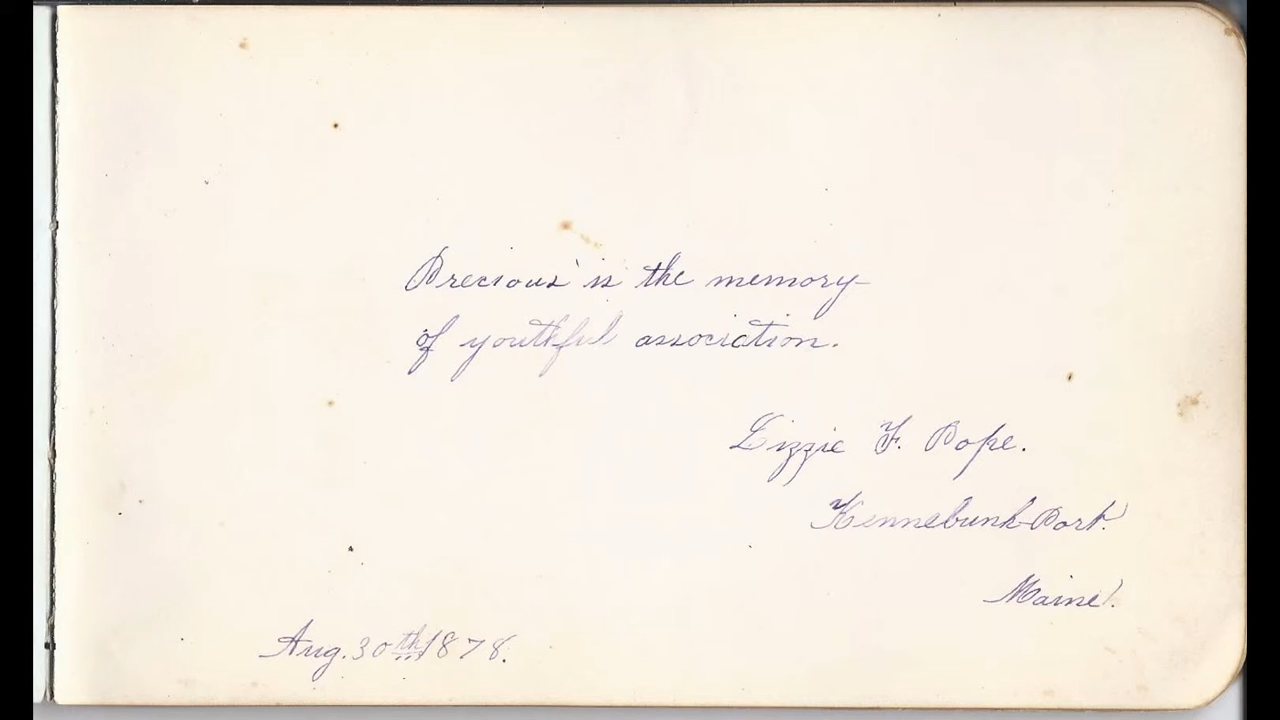 Precious is the memory
of youthful association.
Lizzie F. Pope.
Kennebunk-Port.
Maine.
Aug. 30th 1878.